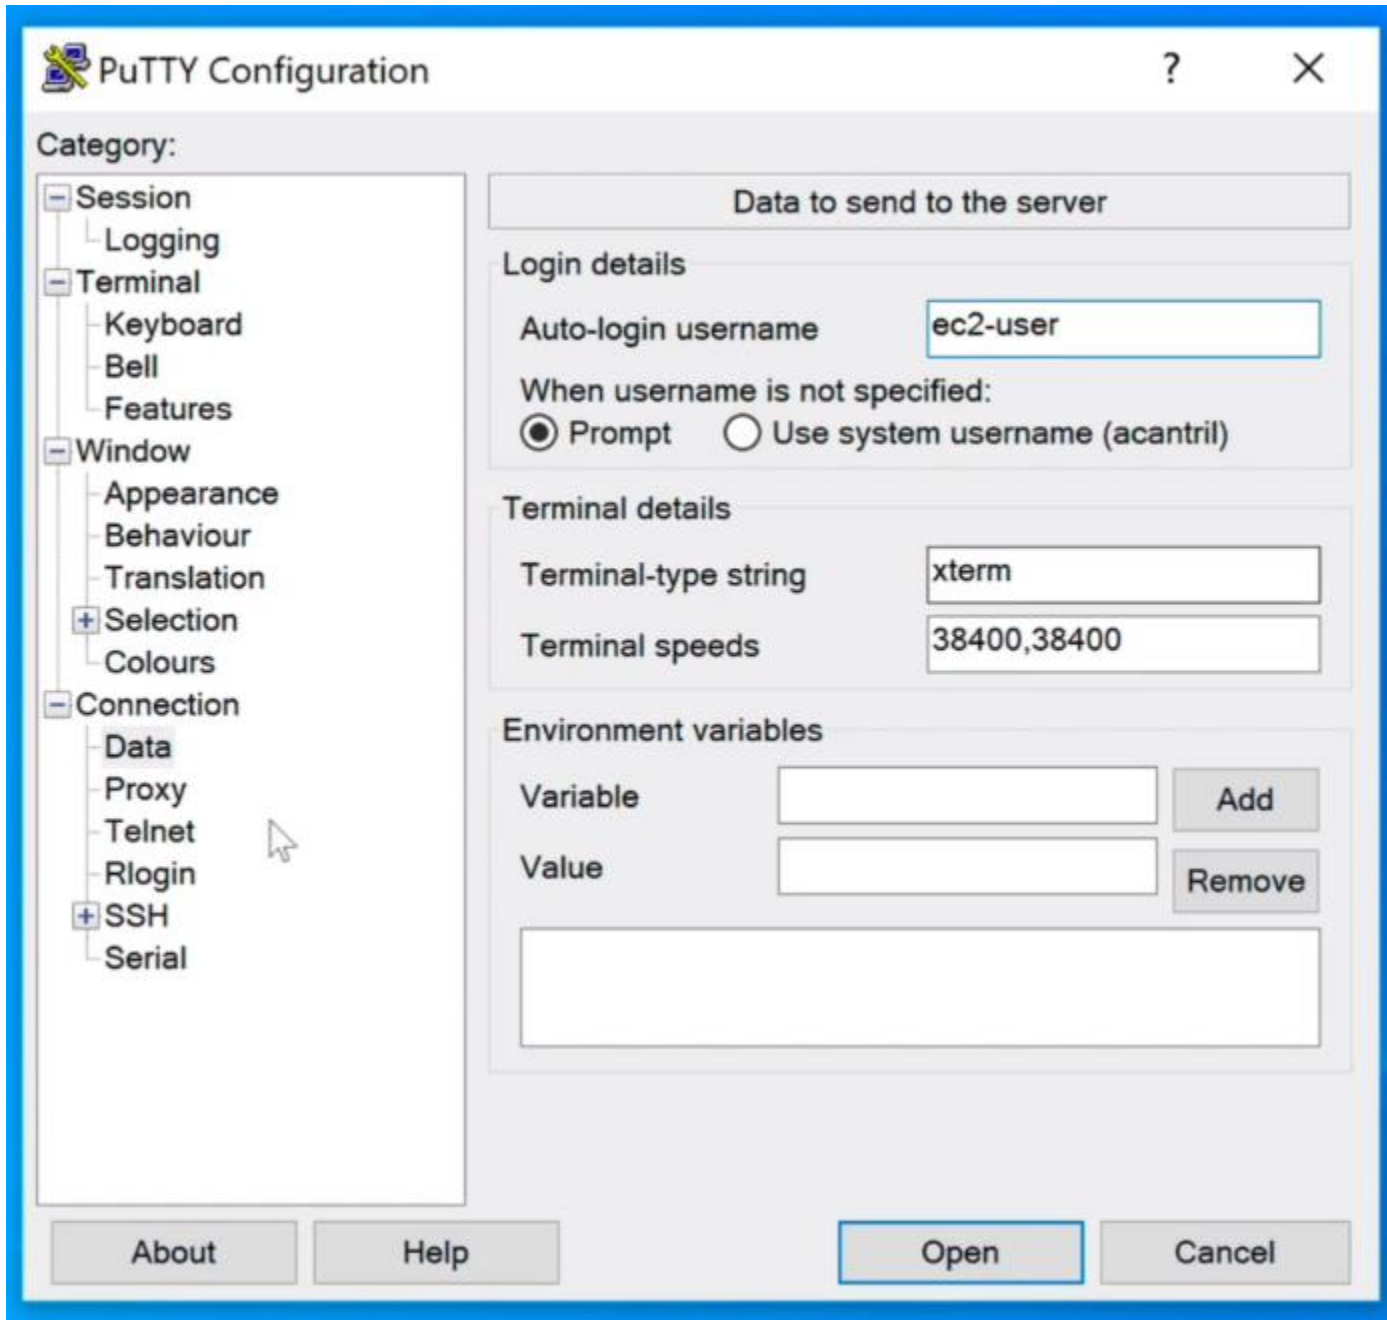 PuTTY Configuration
?
Category:
Session
Logging
Terminal
Keyboard
Bell
Features
Window
Appearance
Behaviour
Translation
Selection
Colours
Connection
Data
Proxy
Telnet
Rlogin
SSH
Serial
Data to send to the server
Login details
Auto-login username ec2-user
When username is not specified:
Prompt Use system username (acantril)
Terminal details
Terminal-type string xterm
Terminal speeds 38400,38400
Environment variables
Variable Add
Value Remove
About Help Open Cancel